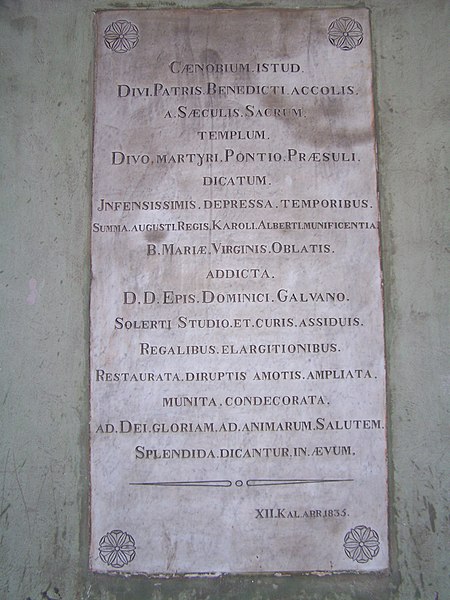 CÆNOBIUM.ISTUD.
DIVI.PATRIS.BENEDICTI.ACCOLIS.
A.SÆCULIS.SACRUM.
TEMPLUM.
DIVO.MARTYRI.PONTIO.PRÆSULI.
DICATUM.
JNFENSISSIMIS.DEPRESSA.TEMPORIBUS.
SUMMA.AUGUSTI.REGIS.KAROLI.ALBERTI.MUNIFICENTIA
B.MARIÆ.VIRGINIS.OBLATIS.
ADDICTA.
D.D.EPIS.DOMINICI.GALVANO.
SOLERTI STUDIO.ET.CURIS.ASSIDUIS.
REGALIBUS.ELARGITIONIBUS.
RESTAURATA.DIRUPTIS AMOTIS.AMPLIATA.
MUNITA.CONDECORATA.
AD.DEI.GLORIAM.AD.ANIMARUM.SALUTEM.
SPLENDIDA.DICANTUR.IN.ÆVUM.
XII.KAL.APR.1835.